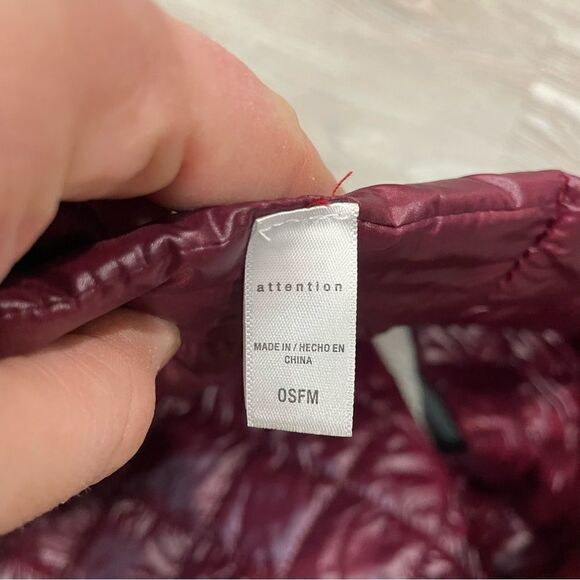 attention
MADE IN / HECHO EN
CHINA
OSFM